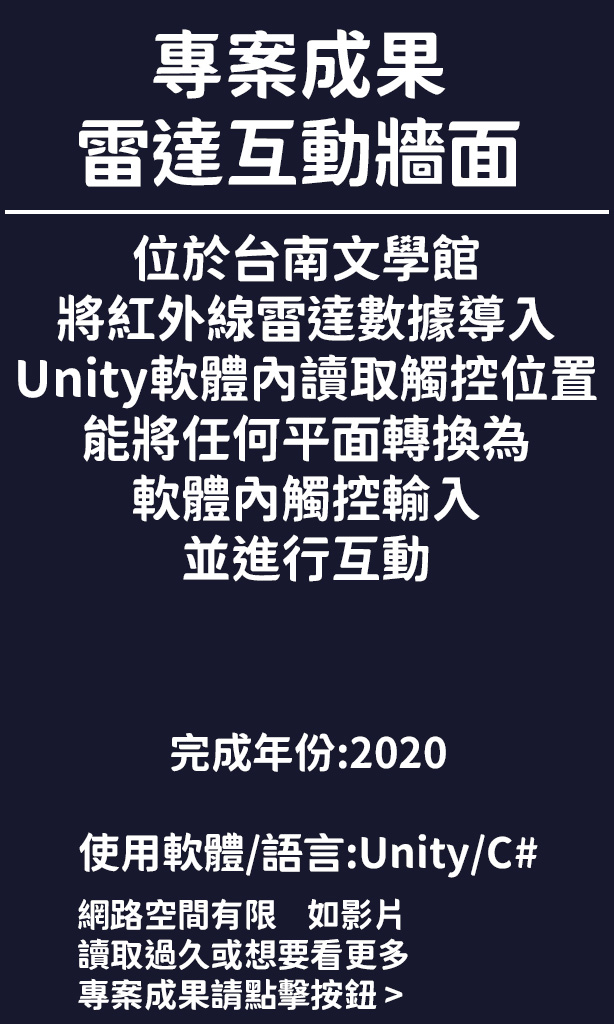 專案成果
雷達互動牆面
位於台南文學館
將紅外線雷達數據導入
Unity軟體內讀取觸控位置
能將任何平面轉換為
軟體內觸控輸入
並進行互動
完成年份:2020
使用軟體/語言:Unity/C#
網路空間有限　如影片
讀取過久或想要看更多
專案成果請點擊按鈕 >